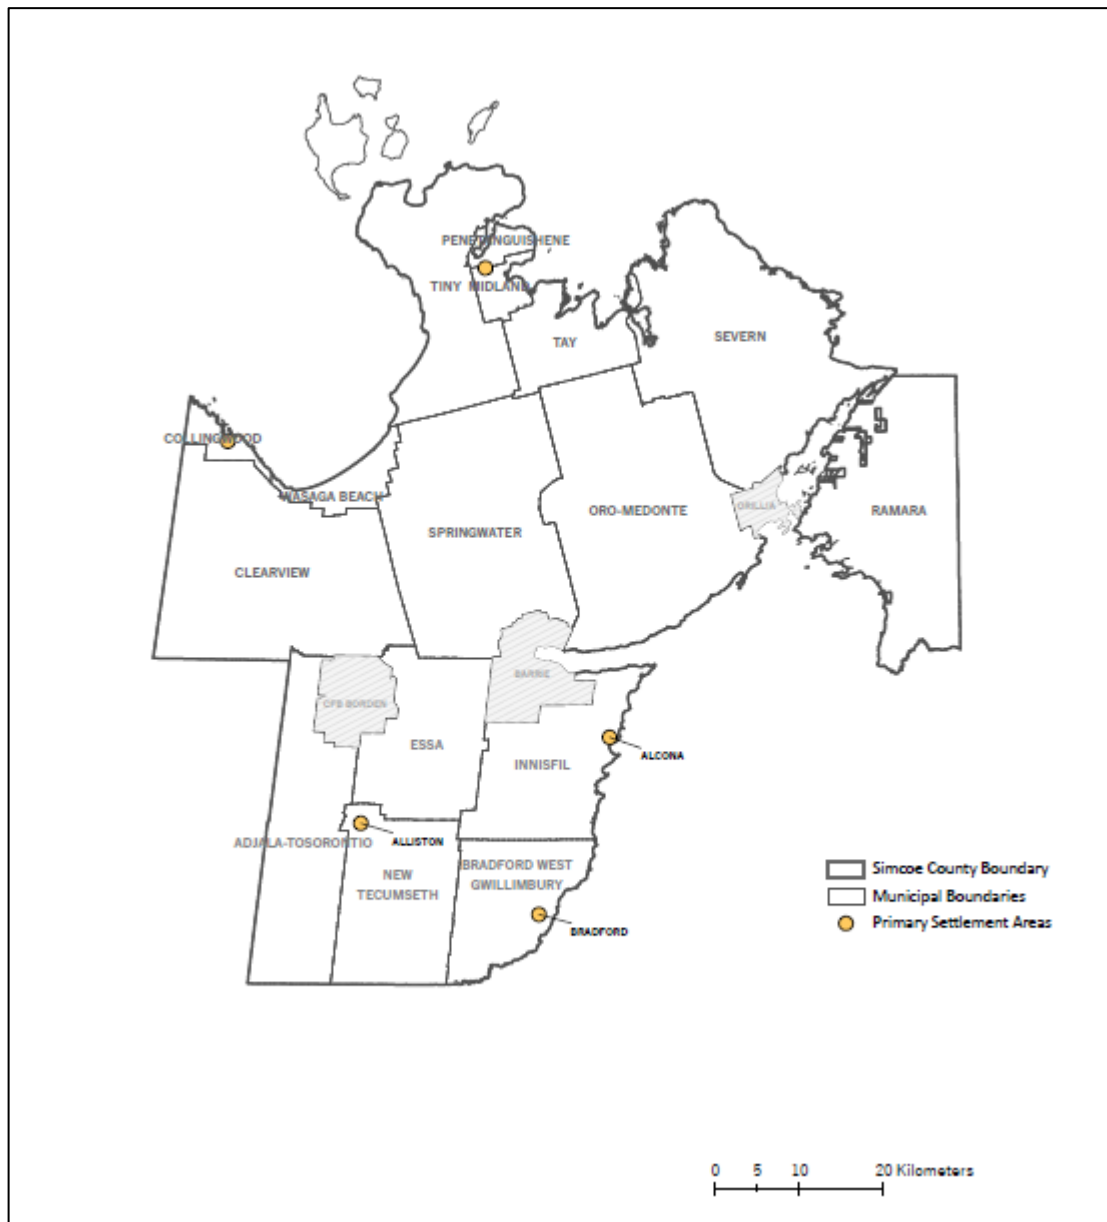 PENETANGUISHENE
TINY MIDLAND
TAY
SEVERN
COLLINGWOOD
WASAGA BEACH
SPRINGWATER
ORO-MEDONTE
ORILLIA
RAMARA
CLEARVIEW
BARRIE
CFB BORDEN
ESSA
INNISFIL
ALCONA
ADJALA-TOSORONTIO
ALLISTON
NEW
TECUMSETH
BRADFORD WEST
GWILLIMBURY
BRADFORD
Simcoe County Boundary
Municipal Boundaries
Primary Settlement Areas
0 5 10 20 Kilometers